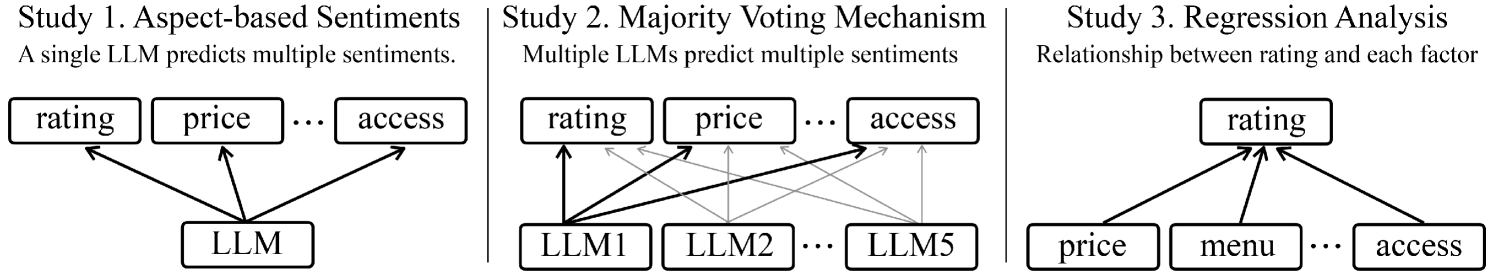 Study 1. Aspect-based Sentiments
A single LLM predicts multiple sentiments.
rating price ... access
LLM
Study 2. Majority Voting Mechanism
Multiple LLMs predict multiple sentiments
rating price ... access
LLM1 LLM2 ... LLM5
Study 3. Regression Analysis
Relationship between rating and each factor
rating
price menu ... access